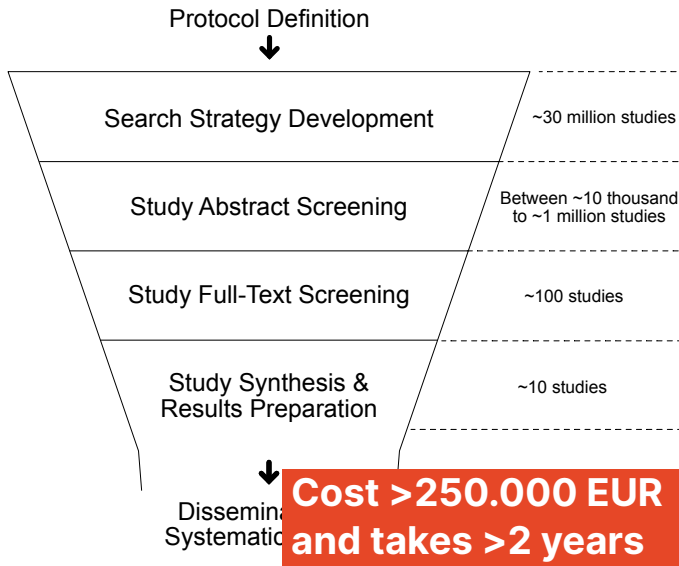 Protocol Definition
Search Strategy Development
~30 million studies
Study Abstract Screening
Between ~10 thousand
to ~1 million studies
Study Full-Text Screening
~100 studies
Study Synthesis &
Results Preparation
~10 studies
Cost >250.000 EUR
and takes >2 years